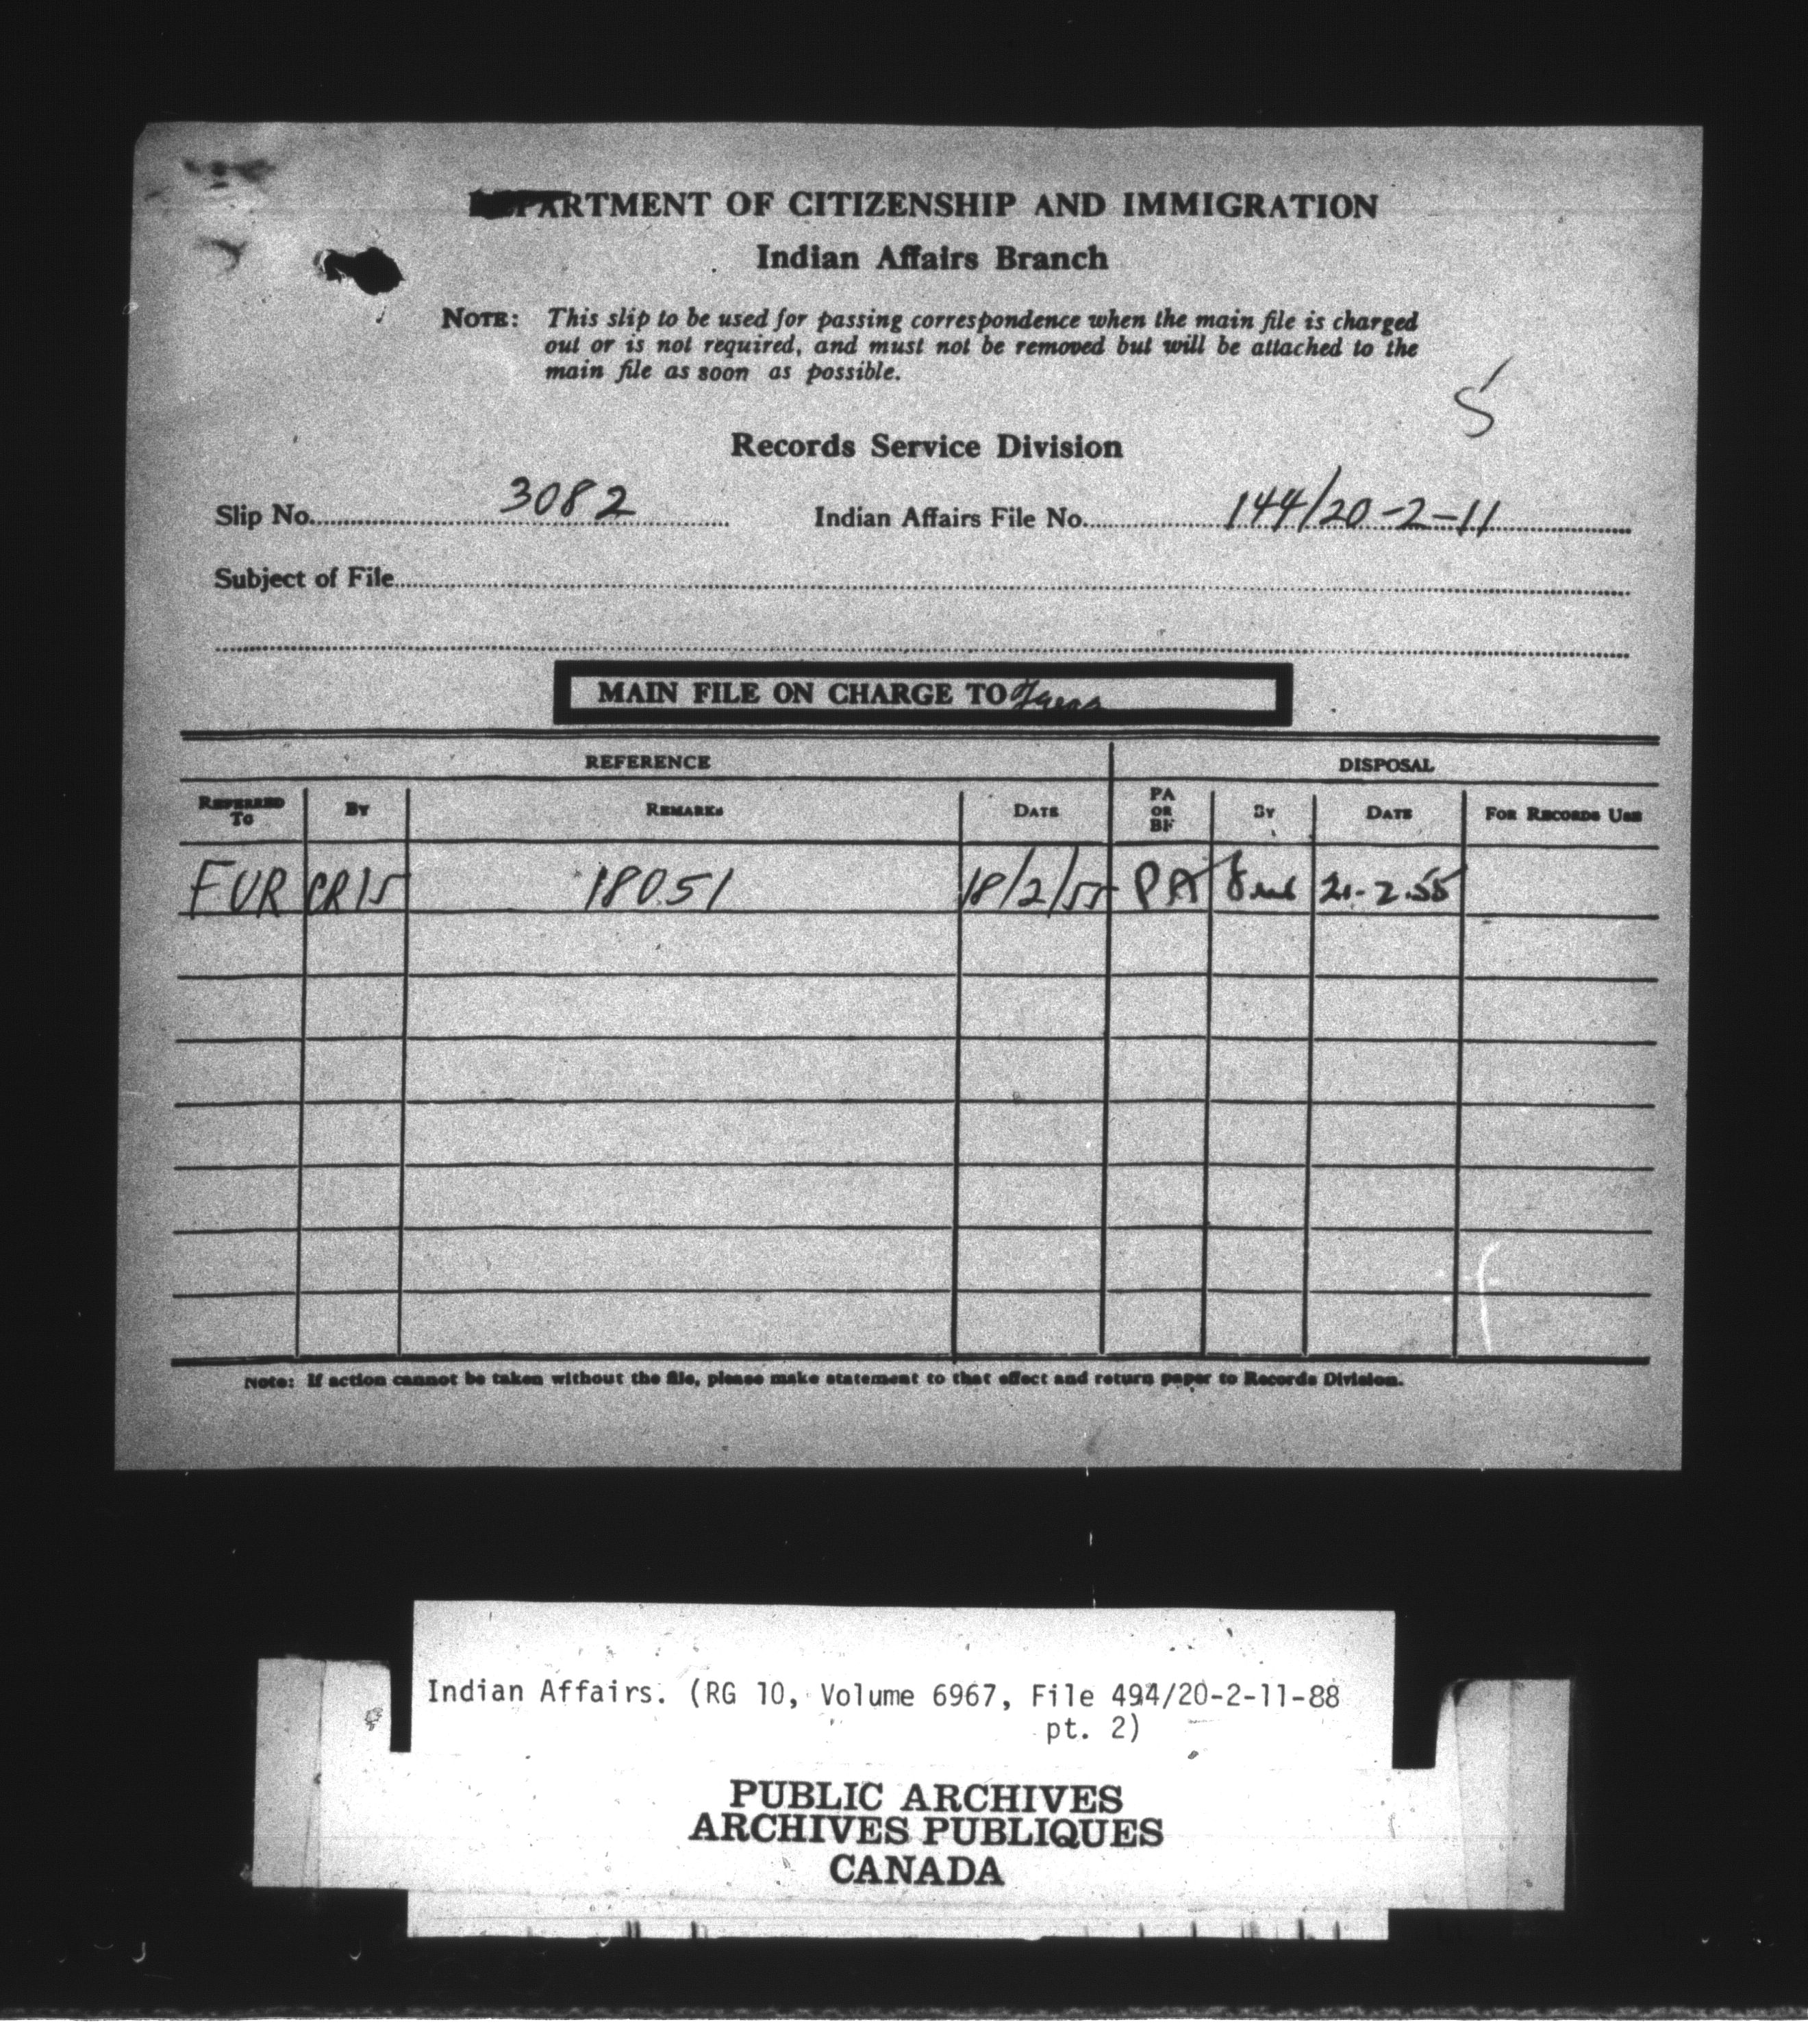 DEPARTMENT OF CITIZENSHIP AND IMMIGRATION
Indian Affairs Branch
NOTE: This slip to be used for passing correspondence when the main file is charged
out or is not required, and must not be removed but will be attached to the
main file as soon as possible.
5
Records Service Division
Slip No. 3082 Indian Affairs File No. 144/20-2-11
Subject of File
MAIN FILE ON CHARGE TO
REFERENCE DISPOSAL
REFERRED TO BY REMARKS DATE PA OR BF BY DATE FOR RECORDS USE
FUR CR15 18051 18/2/55 PA 21-2-55
Note: If action cannot be taken without the file, please make statement to that effect and return paper to Records Division.
Indian Affairs. (RG 10, Volume 6967, File 494/20-2-11-88
pt. 2)
PUBLIC ARCHIVES
ARCHIVES PUBLIQUES
CANADA